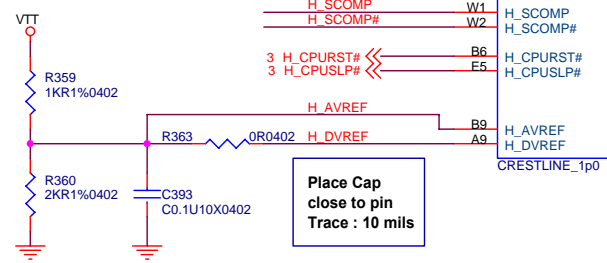 H_SCOMP W1 H_SCOMP
H_SCOMP# W2 H_SCOMP#
VTT
3 H_CPURST# B6 H_CPURST#
3 H_CPUSLP# E5 H_CPUSLP#
R359
1KR1%0402
H_AVREF
B9 H_AVREF
R363 0R0402 H_DVREF A9 H_DVREF
CRESTLINE_1p0
R360
2KR1%0402
C393
C0.1U10X0402
Place Cap
close to pin
Trace : 10 mils